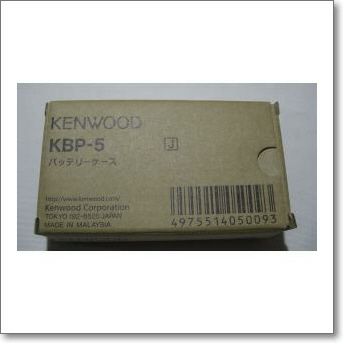 KENWOOD
KBP-5
J
バッテリーケース
http://www.kenwood.com/
Kenwood Corporation
TOKYO 192-8525 JAPAN
MADE IN MALAYSIA
4975514050093